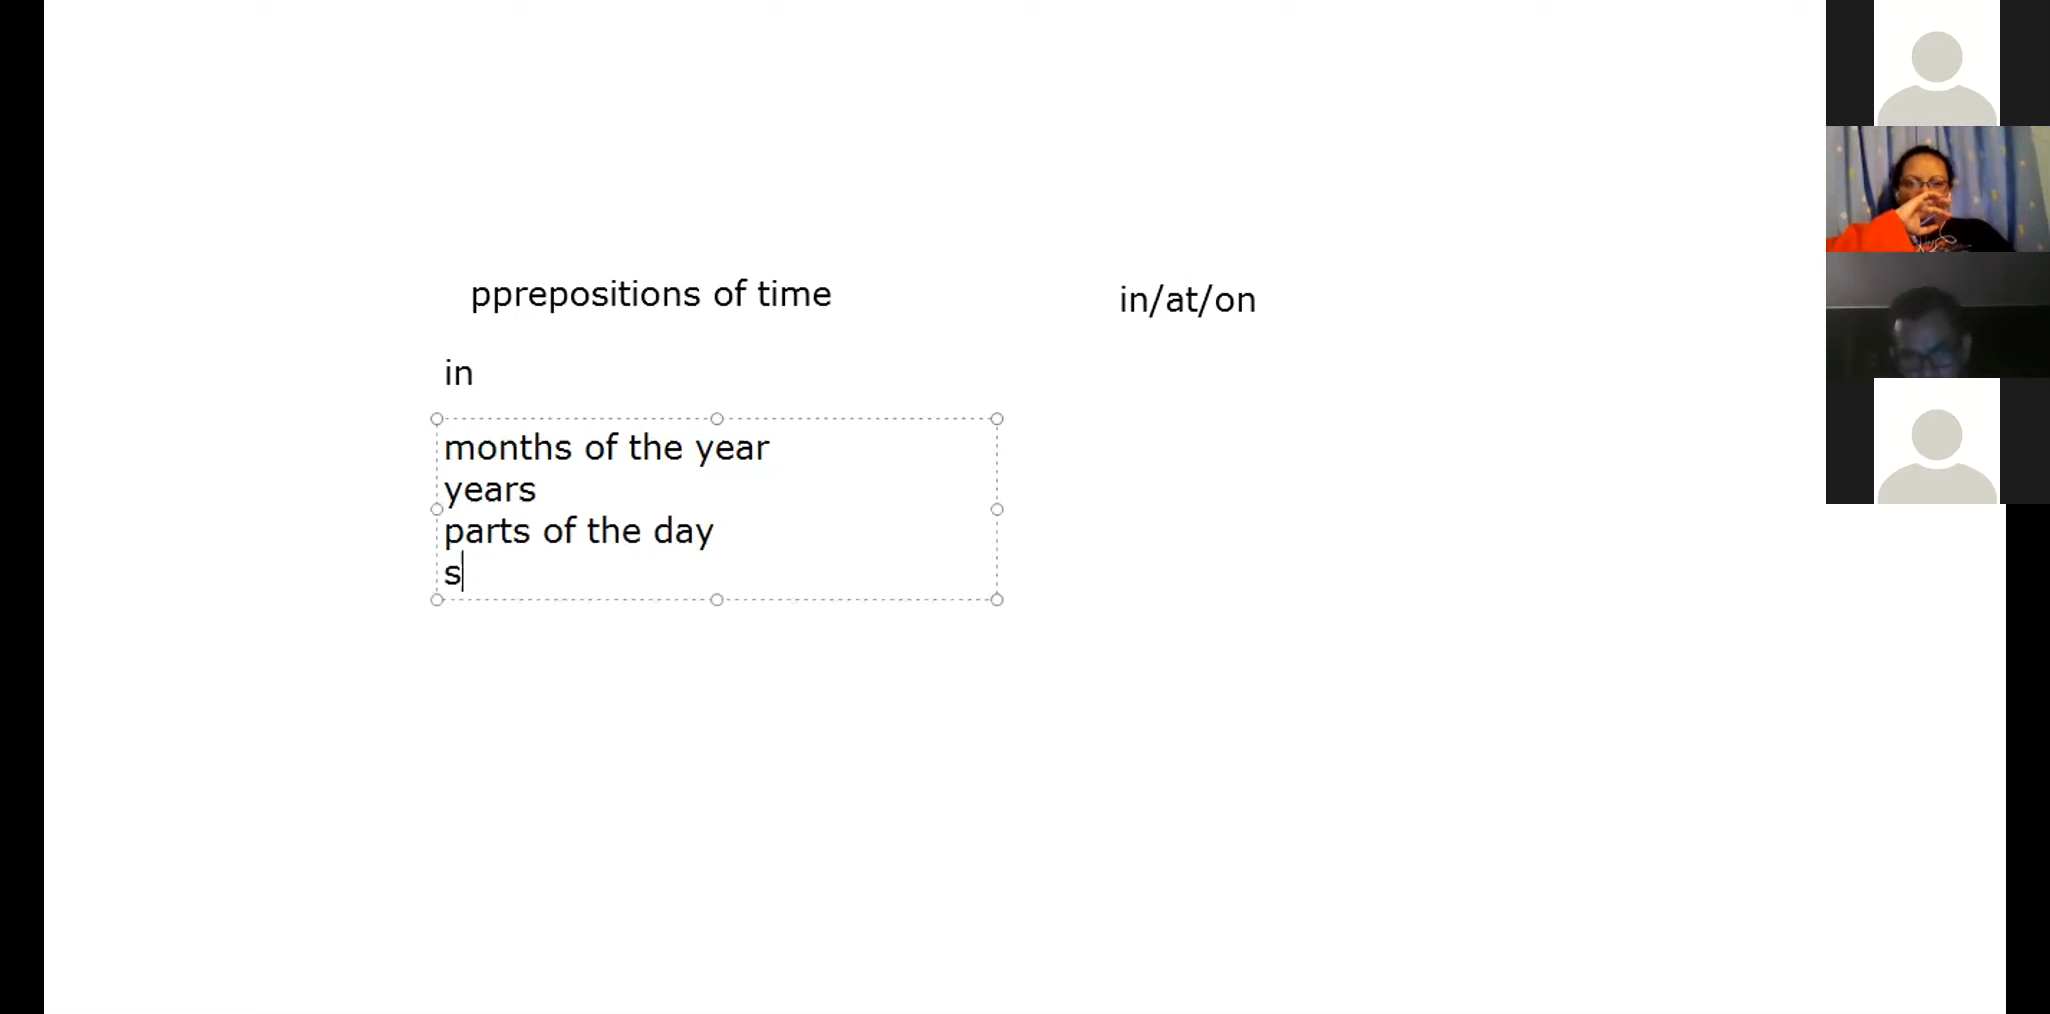 pprepositions of time
in/at/on
in
months of the year
years
parts of the day
s